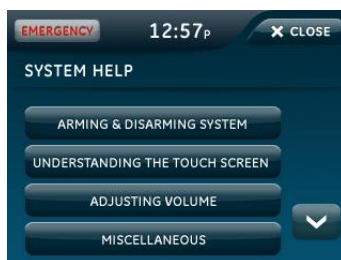 EMERGENCY 12:57P X CLOSE
SYSTEM HELP
ARMING & DISARMING SYSTEM
UNDERSTANDING THE TOUCH SCREEN
ADJUSTING VOLUME
MISCELLANEOUS